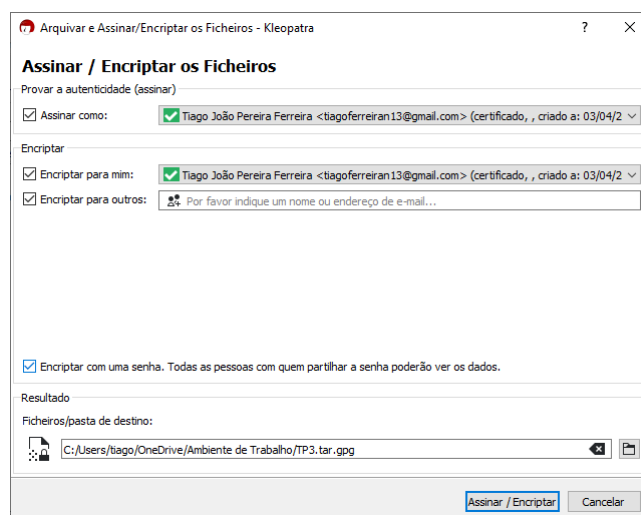 Arquivar e Assinar/Encriptar os Ficheiros - Kleopatra ?
Assinar / Encriptar os Ficheiros
Provar a autenticidade (assinar)
Assinar como: Tiago João Pereira Ferreira <tiagoferreiran13@gmail.com> (certificado, , criado a: 03/04/2
Encriptar
Encriptar para mim: Tiago João Pereira Ferreira <tiagoferreiran13@gmail.com> (certificado, , criado a: 03/04/2
Encriptar para outros: Por favor indique um nome ou endereço de e-mail...
Encriptar com uma senha. Todas as pessoas com quem partilhar a senha poderão ver os dados.
Resultado
Ficheiros/pasta de destino:
C:/Users/tiago/OneDrive/Ambiente de Trabalho/TP3.tar.gpg
Assinar / Encriptar Cancelar